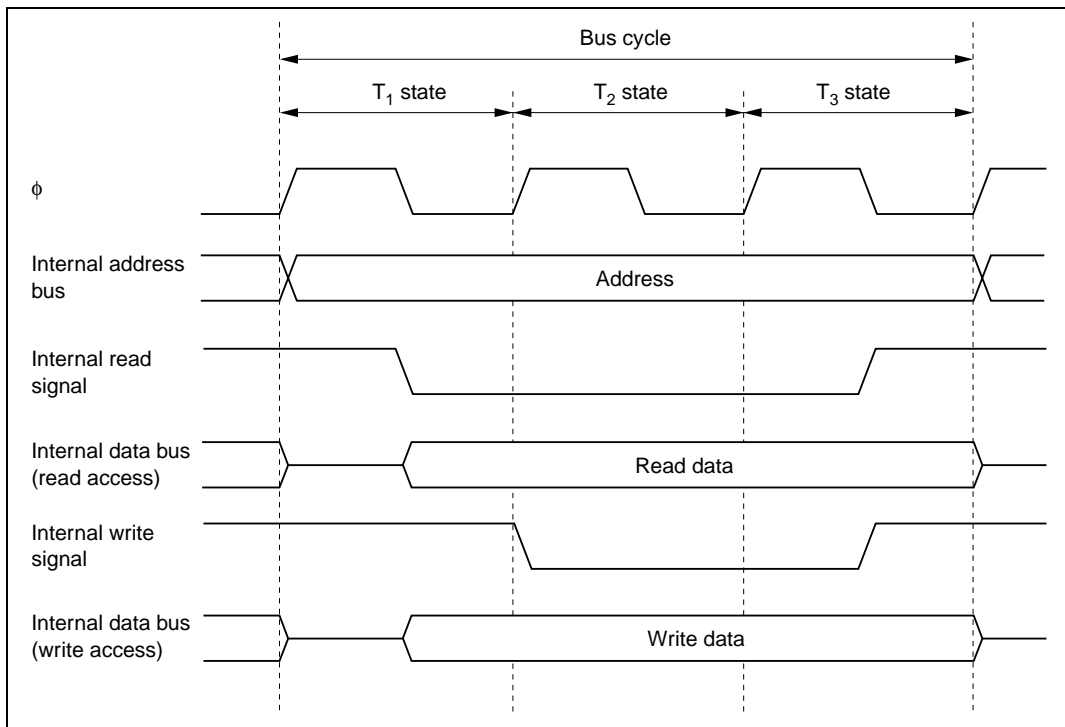 Bus cycle
T₁ state
T₂ state
T₃ state
ϕ
Internal address
bus
Address
Internal read
signal
Internal data bus
(read access)
Read data
Internal write
signal
Internal data bus
(write access)
Write data